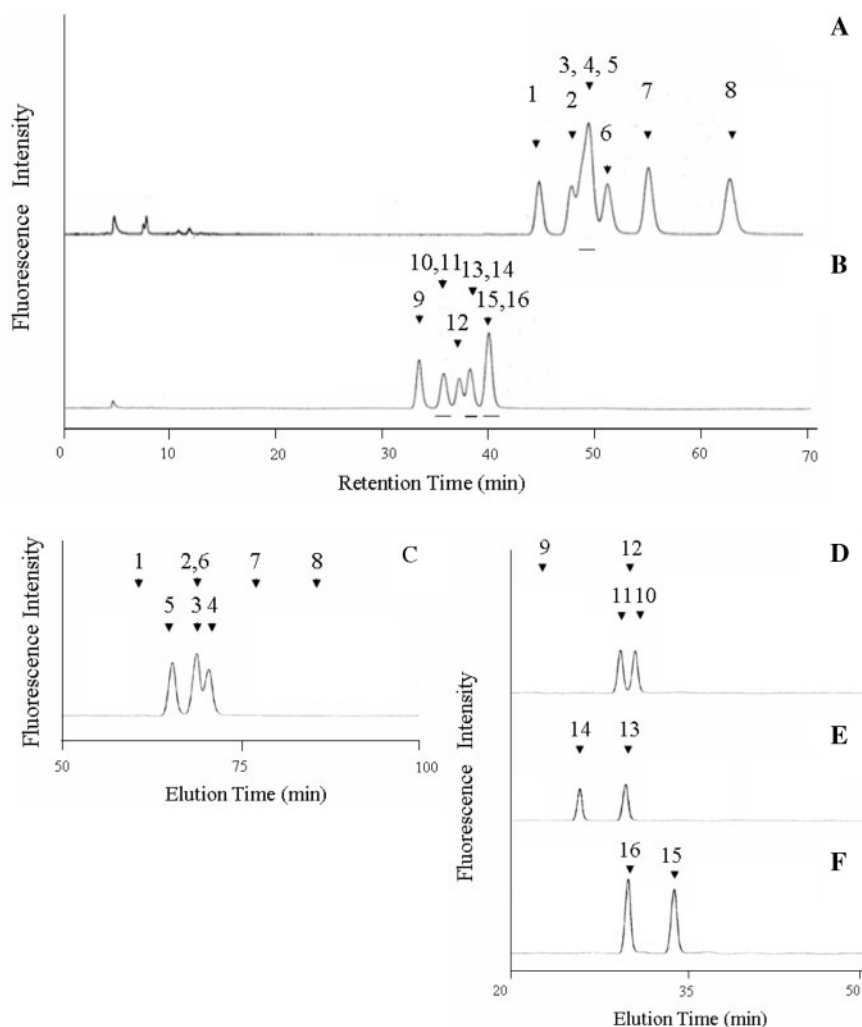 A
3, 4, 5
1
2
7
8
6
B
10,11
13,14
9
12
15,16
Fluorescence Intensity
0
10
30
40
50
60
70
Retention Time (min)
C
1
2,6
7
8
5
3
4
Fluorescence Intensity
50
75
100
Elution Time (min)
D
9
12
11
10
E
14
13
F
16
15
Fluorescence Intensity
20
35
50
Elution Time (min)